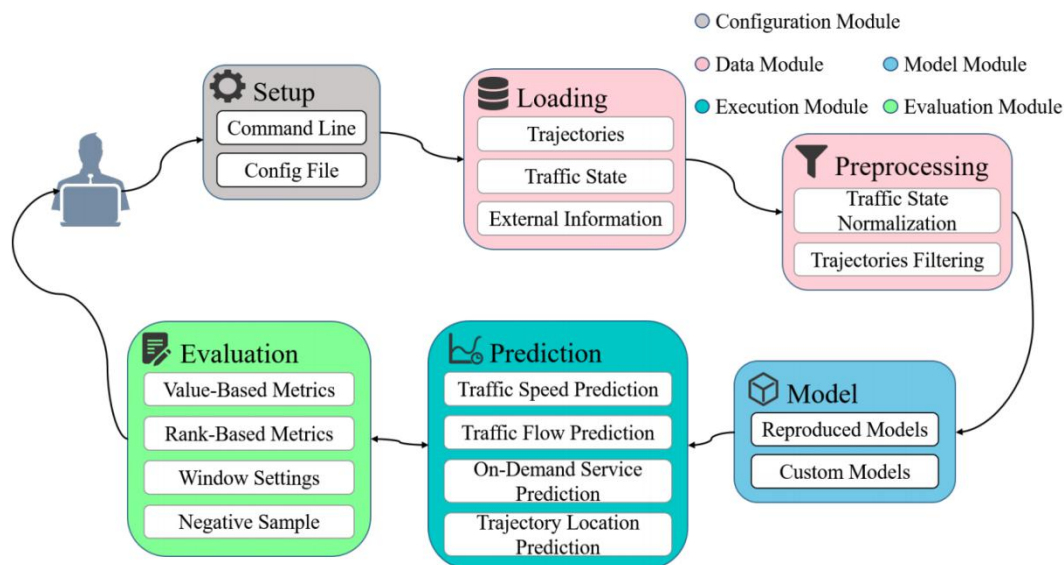 Configuration Module
Data Module
Model Module
Execution Module
Evaluation Module
Setup
Command Line
Config File
Loading
Trajectories
Traffic State
External Information
Preprocessing
Traffic State
Normalization
Trajectories Filtering
Model
Reproduced Models
Custom Models
Prediction
Traffic Speed Prediction
Traffic Flow Prediction
On-Demand Service
Prediction
Trajectory Location
Prediction
Evaluation
Value-Based Metrics
Rank-Based Metrics
Window Settings
Negative Sample